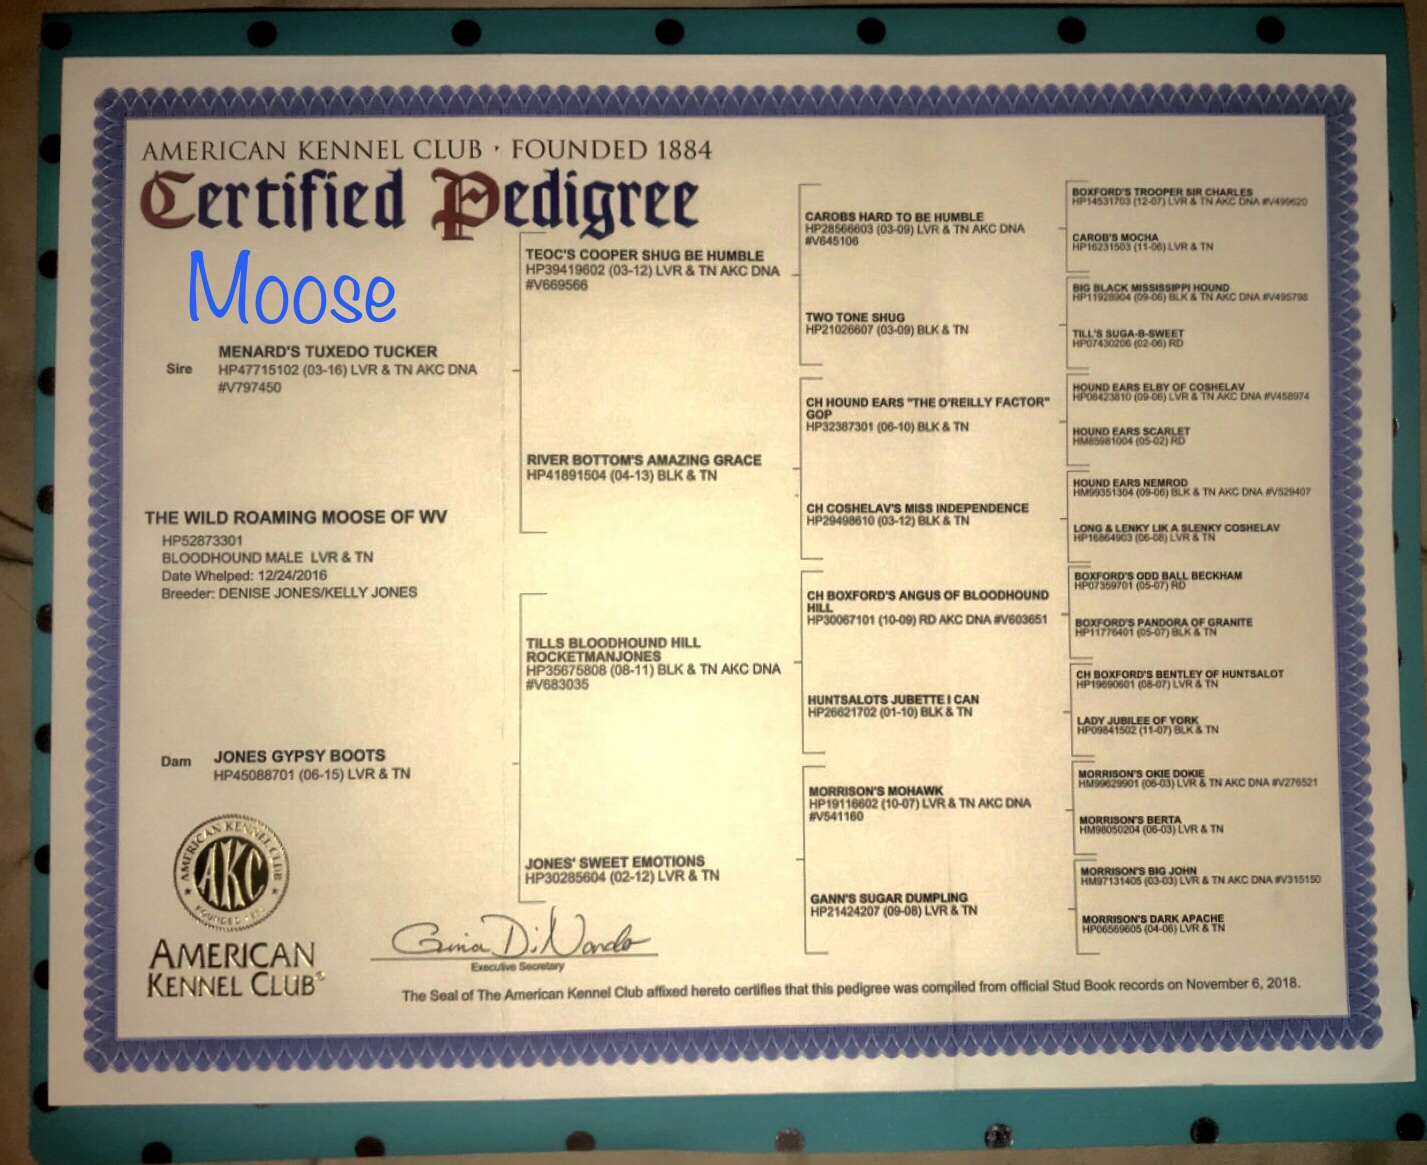 AMERICAN KENNEL CLUB · FOUNDED 1884
Certified Pedigree
Moose
Sire
MENARD'S TUXEDO TUCKER
HP47715102 (03-16) LVR & TN AKC DNA
#V797450
THE WILD ROAMING MOOSE OF WV
HP52873301
BLOODHOUND MALE LVR & TN
Date Whelped: 12/24/2016
Breeder: DENISE JONES/KELLY JONES
Dam
JONES GYPSY BOOTS
HP45088701 (06-15) LVR & TN
TEOC'S COOPER SHUG BE HUMBLE
HP39419602 (03-12) LVR & TN AKC DNA
#V669566
RIVER BOTTOM'S AMAZING GRACE
HP41891504 (04-13) BLK & TN
TILLS BLOODHOUND HILL
ROCKETMANJONES
HP35675808 (08-11) BLK & TN AKC DNA
#V683035
JONES' SWEET EMOTIONS
HP30285604 (02-12) LVR & TN
CAROBS HARD TO BE HUMBLE
HP28566603 (03-09) LVR & TN AKC DNA
#V645106
TWO TONE SHUG
HP21026607 (03-09) BLK & TN
CH HOUND EARS "THE O'REILLY FACTOR"
GOP
HP32387301 (06-10) BLK & TN
CH COSHELAV'S MISS INDEPENDENCE
HP29498610 (03-12) BLK & TN
CH BOXFORD'S ANGUS OF BLOODHOUND
HILL
HP30067101 (10-09) RD AKC DNA #V603651
HUNTSALOTS JUBETTE I CAN
HP26621702 (01-10) BLK & TN
MORRISON'S MOHAWK
HP19116602 (10-07) LVR & TN AKC DNA
#V541160
GANN'S SUGAR DUMPLING
HP21424207 (09-08) LVR & TN
BOXFORD'S TROOPER SIR CHARLES
HP14531703 (12-07) LVR & TN AKC DNA #V499620
CAROB'S MOCHA
HP16231503 (11-06) LVR & TN
BIG BLACK MISSISSIPPI HOUND
HP11928904 (09-06) BLK & TN AKC DNA #V495798
TILL'S SUGA-B-SWEET
HP07430206 (02-06) RD
HOUND EARS ELBY OF COSHELAV
HP06423810 (09-06) LVR & TN AKC DNA #V458974
HOUND EARS SCARLET
HM85981004 (05-02) RD
HOUND EARS NEMROD
HM99351304 (09-06) BLK & TN AKC DNA #V529407
LONG & LENKY LIK A SLENKY COSHELAV
HP16864903 (06-08) LVR & TN
BOXFORD'S ODD BALL BECKHAM
HP07359701 (05-07) RD
BOXFORD'S PANDORA OF GRANITE
HP11776401 (05-07) BLK & TN
CH BOXFORD'S BENTLEY OF HUNTSALOT
HP19690601 (08-07) LVR & TN
LADY JUBILEE OF YORK
HP09841502 (11-07) BLK & TN
MORRISON'S OKIE DOKIE
HM99629901 (06-03) LVR & TN AKC DNA #V276521
MORRISON'S BERTA
HM98050204 (06-03) LVR & TN
MORRISON'S BIG JOHN
HM97131405 (03-03) LVR & TN AKC DNA #V315150
MORRISON'S DARK APACHE
HP06569605 (04-06) LVR & TN
AMERICAN KENNEL CLUB
AKC
FOUNDED
AMERICAN
KENNEL CLUB®
Gina DiNardo
Executive Secretary
The Seal of The American Kennel Club affixed hereto certifies that this pedigree was compiled from official Stud Book records on November 6, 2018.